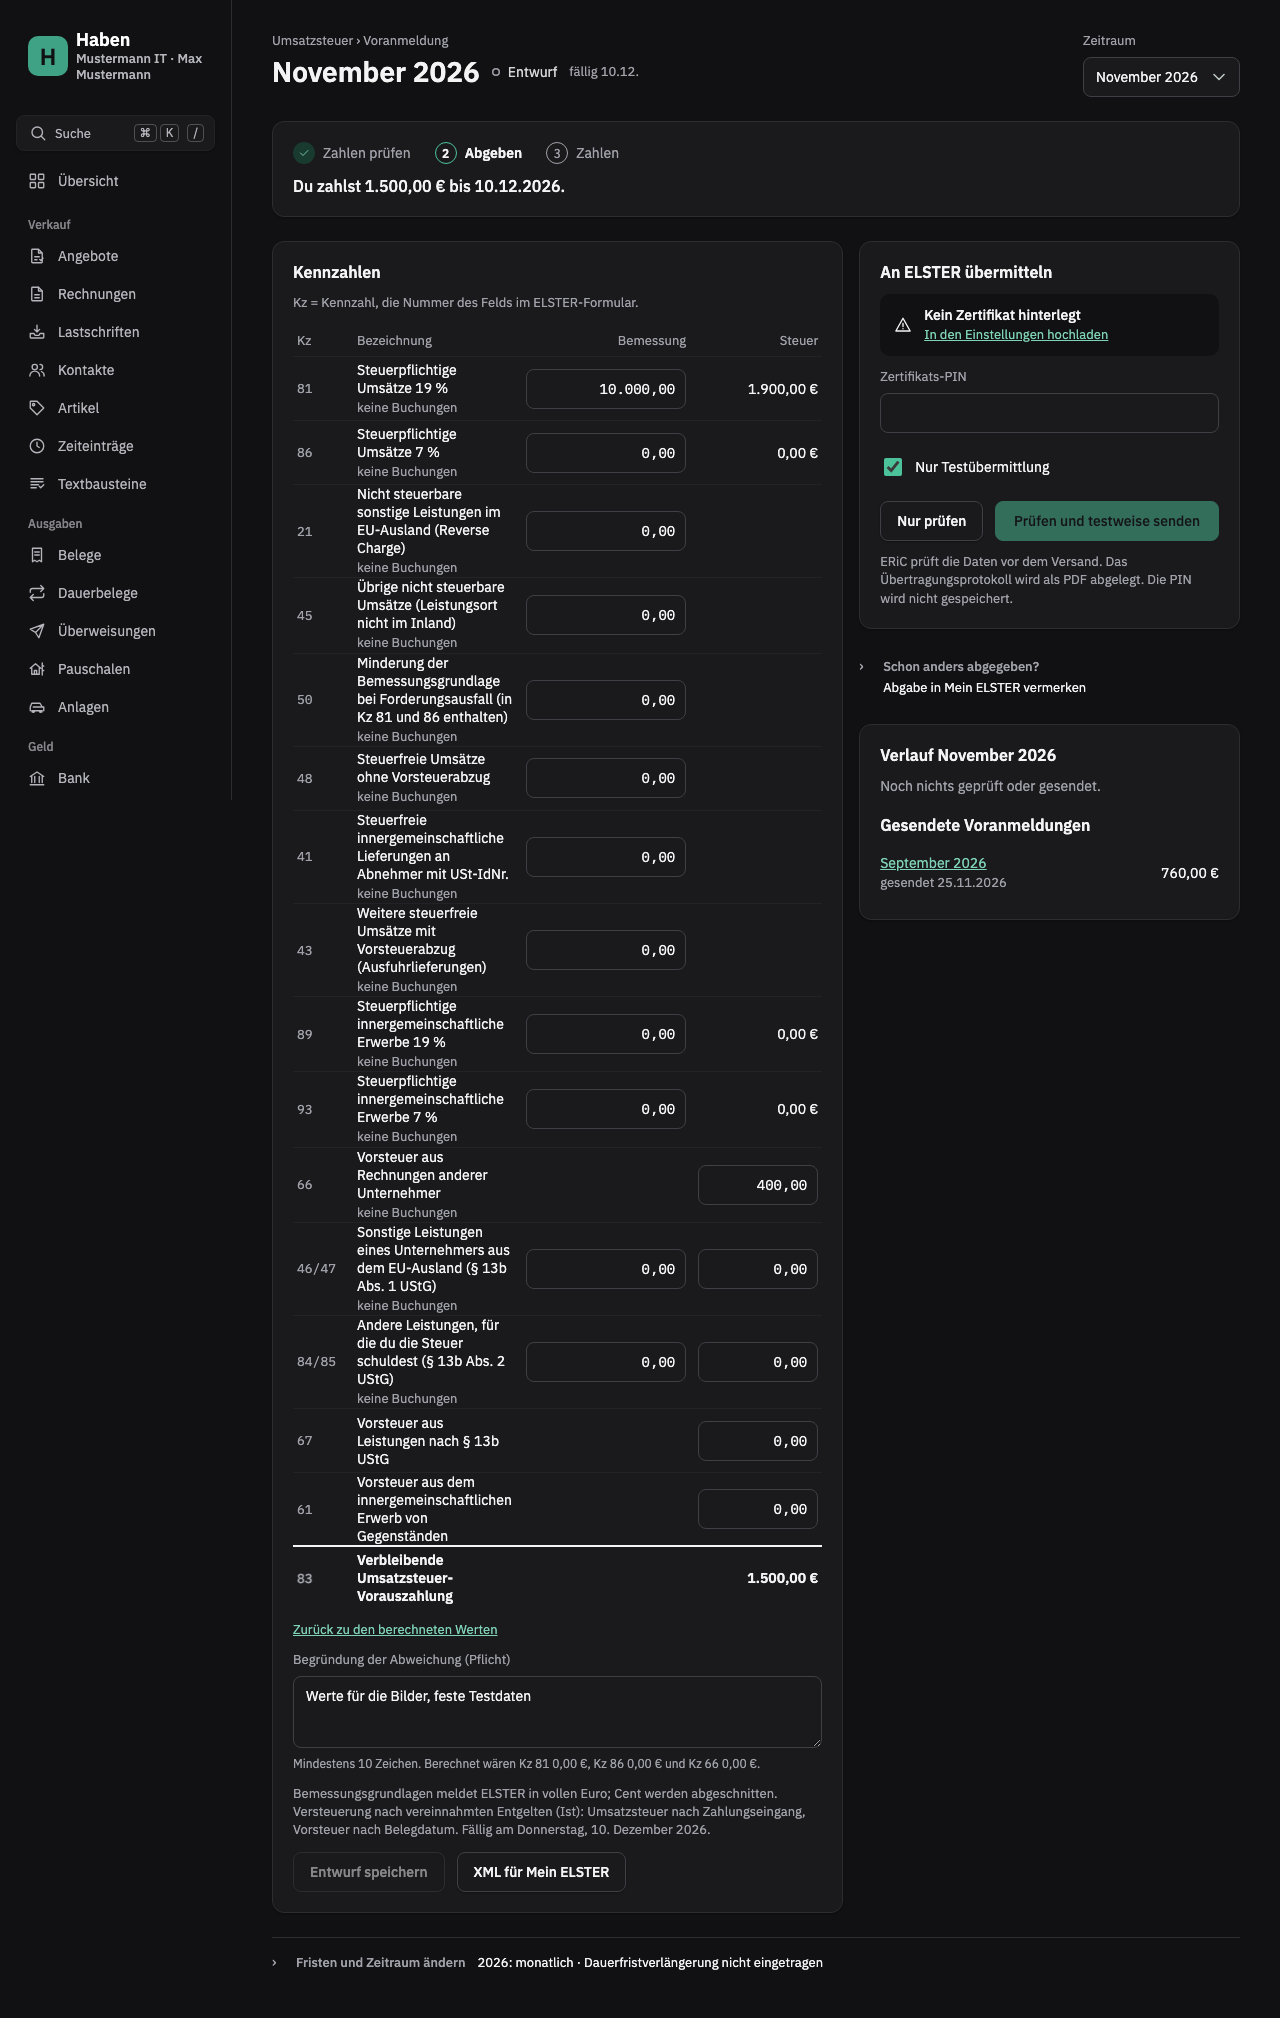 H
Haben
Mustermann IT · Max
Mustermann
Suche
⌘ K /
Übersicht
Verkauf
Angebote
Rechnungen
Lastschriften
Kontakte
Artikel
Zeiteinträge
Textbausteine
Ausgaben
Belege
Dauerbelege
Überweisungen
Pauschalen
Anlagen
Geld
Bank
Umsatzsteuer › Voranmeldung
November 2026 Entwurf fällig 10.12.
Zeitraum
November 2026
Zahlen prüfen 2 Abgeben 3 Zahlen
Du zahlst 1.500,00 € bis 10.12.2026.
Kennzahlen
Kz = Kennzahl, die Nummer des Felds im ELSTER-Formular.
Kz Bezeichnung Bemessung Steuer
81 Steuerpflichtige
Umsätze 19 % 10.000,00 1.900,00 €
keine Buchungen
86 Steuerpflichtige
Umsätze 7 % 0,00 0,00 €
keine Buchungen
21 Nicht steuerbare
sonstige Leistungen im
EU-Ausland (Reverse 0,00
Charge)
keine Buchungen
45 Übrige nicht steuerbare
Umsätze (Leistungsort 0,00
nicht im Inland)
keine Buchungen
50 Minderung der
Bemessungsgrundlage
bei Forderungsausfall (in 0,00
Kz 81 und 86 enthalten)
keine Buchungen
48 Steuerfreie Umsätze
ohne Vorsteuerabzug 0,00
keine Buchungen
41 Steuerfreie
innergemeinschaftliche
Lieferungen an 0,00
Abnehmer mit USt-IdNr.
keine Buchungen
43 Weitere steuerfreie
Umsätze mit
Vorsteuerabzug 0,00
(Ausfuhrlieferungen)
keine Buchungen
89 Steuerpflichtige
innergemeinschaftliche
Erwerbe 19 % 0,00 0,00 €
keine Buchungen
93 Steuerpflichtige
innergemeinschaftliche
Erwerbe 7 % 0,00 0,00 €
keine Buchungen
66 Vorsteuer aus
Rechnungen anderer 400,00
Unternehmer
keine Buchungen
46/47 Sonstige Leistungen
eines Unternehmers aus
dem EU-Ausland (§ 13b 0,00 0,00
Abs. 1 UStG)
keine Buchungen
84/85 Andere Leistungen, für
die du die Steuer
schuldest (§ 13b Abs. 2 0,00 0,00
UStG)
keine Buchungen
67 Vorsteuer aus
Leistungen nach § 13b 0,00
UStG
61 Vorsteuer aus dem
innergemeinschaftlichen
Erwerb von 0,00
Gegenständen
83 Verbleibende
Umsatzsteuer- 1.500,00 €
Vorauszahlung
Zurück zu den berechneten Werten
Begründung der Abweichung (Pflicht)
Werte für die Bilder, feste Testdaten
Mindestens 10 Zeichen. Berechnet wären Kz 81 0,00 €, Kz 86 0,00 € und Kz 66 0,00 €.
Bemessungsgrundlagen meldet ELSTER in vollen Euro; Cent werden abgeschnitten.
Versteuerung nach vereinnahmten Entgelten (Ist): Umsatzsteuer nach Zahlungseingang,
Vorsteuer nach Belegdatum. Fällig am Donnerstag, 10. Dezember 2026.
Entwurf speichern XML für Mein ELSTER
An ELSTER übermitteln
Kein Zertifikat hinterlegt
In den Einstellungen hochladen
Zertifikats-PIN
Nur Testübermittlung
Nur prüfen Prüfen und testweise senden
ERiC prüft die Daten vor dem Versand. Das
Übertragungsprotokoll wird als PDF abgelegt. Die PIN
wird nicht gespeichert.
› Schon anders abgegeben?
Abgabe in Mein ELSTER vermerken
Verlauf November 2026
Noch nichts geprüft oder gesendet.
Gesendete Voranmeldungen
September 2026
gesendet 25.11.2026 760,00 €
› Fristen und Zeitraum ändern 2026: monatlich · Dauerfristverlängerung nicht eingetragen